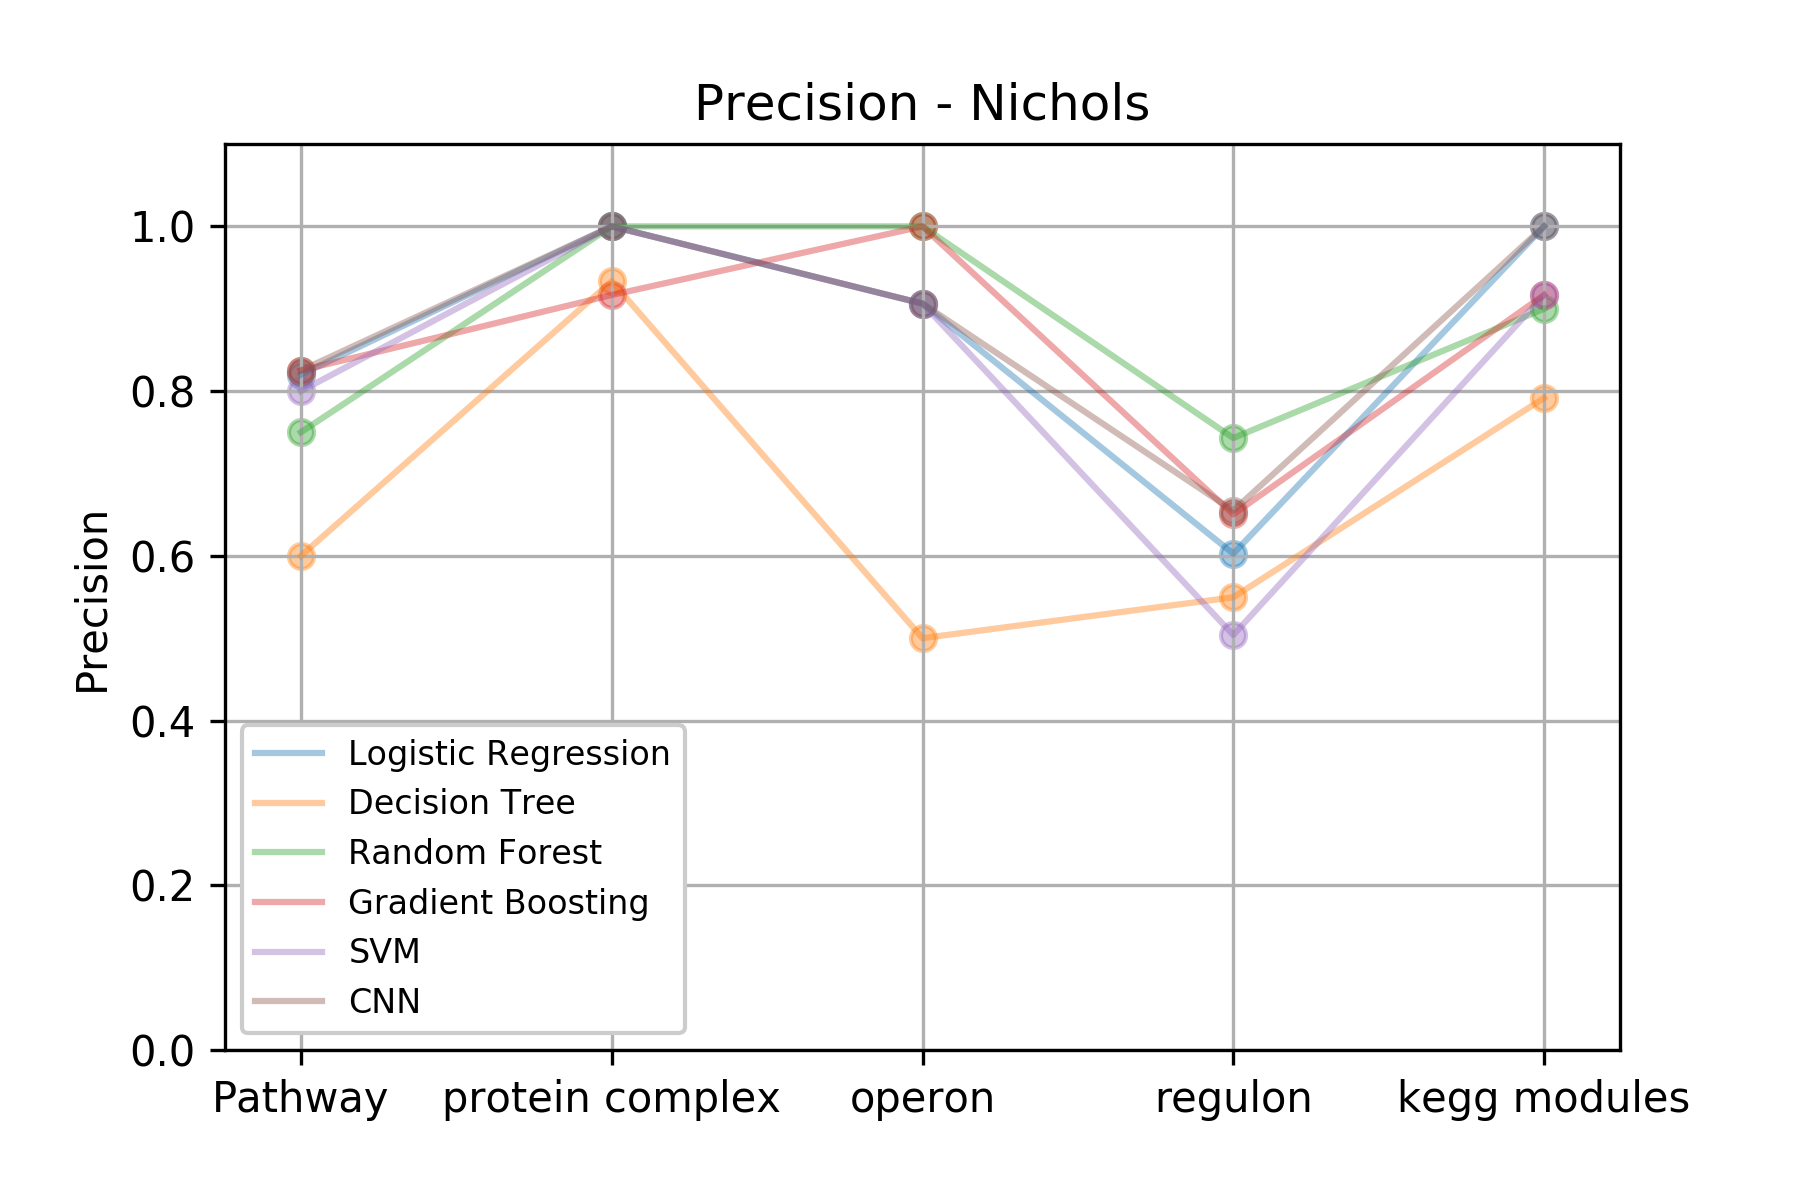 Precision - Nichols
1.0
0.8
0.6
0.4
0.2
0.0
Precision
Logistic Regression
Decision Tree
Random Forest
Gradient Boosting
SVM
CNN
Pathway protein complex operon regulon kegg modules